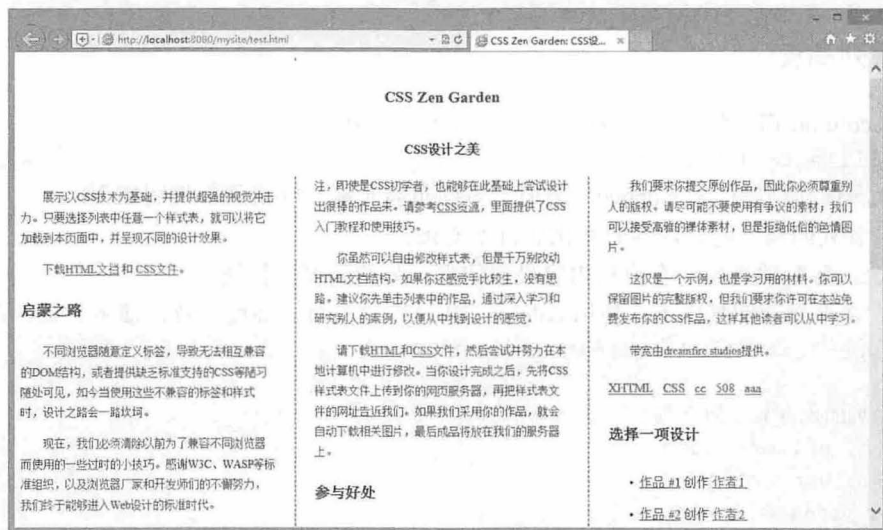 http://localhost:8080/mysite/test.html
CSS Zen Garden: CSS设...
CSS Zen Garden
CSS设计之美
展示以CSS技术为基础，并提供超强的视觉冲击
力。只要选择列表中任意一个样式表，就可以将它
加载到本页面中，并呈现不同的设计效果。
下载HTML文档 和 CSS文件。
启蒙之路
不同浏览器随意定义标签，导致无法相互兼容
的DOM结构，或者提供缺乏标准支持的CSS等陋习
随处可见，如今当使用这些不兼容的标签和样式
时，设计之路会一路坎坷。
现在，我们必须清除以前为了兼容不同浏览器
而使用的一些过时的小技巧。感谢W3C、WASP等标
准组织，以及浏览器厂家和开发师们的不懈努力，
我们终于能够进入Web设计的标准时代。
注，即使是CSS初学者，也能够在此基础上尝试设计
出很棒的作品来。请参考CSS资源，里面提供了CSS
入门教程和使用技巧。
你虽然可以自由修改样式表，但是千万别改动
HTML文档结构。如果你还感觉手比较生，没有思
路。建议你先单击列表中的作品，通过深入学习和
研究别人的案例，以便从中找到设计的感觉。
请下载HTML和CSS文件，然后尝试并努力在本
地计算机中进行修改。当你设计完成之后，先将CSS
样式表文件上传到你的网页服务器，再把样式表文
件的网址告近我们。如果我们采用你的作品，就会
自动下载相关图片，最后成品将放在我们的服务器
上。
参与好处
我们要求你提交原创作品，因此你必须尊重别
人的版权。请尽可能不要使用有争议的素材；我们
可以接受高雅的裸体素材，但是拒绝低俗的色情图
片。
这仅是一个示例，也是学习用的材料。你可以
保留图片的完整版权，但我们要求你许可在本站免
费发布你的CSS作品，这样其他读者可以从中学习。
带宽由dreamfire studios提供。
XHTML CSS cc 508 aaa
选择一项设计
• 作品 #1 创作 作者1
• 作品 #2 创作 作者2